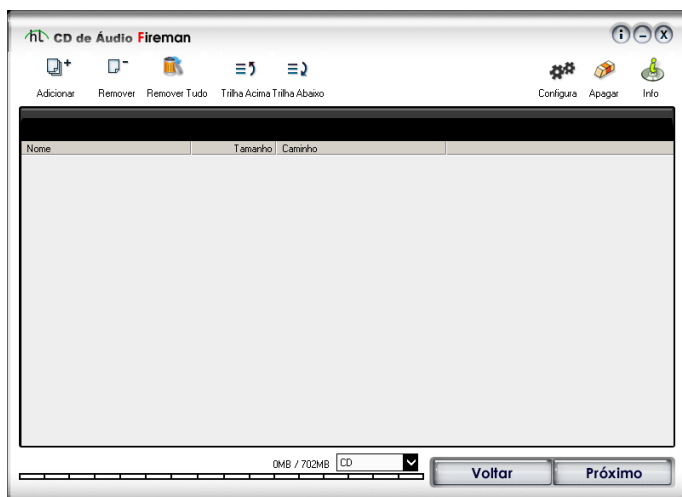 CD de Áudio Fireman
Adicionar Remover Remover Tudo Trilha Acima Trilha Abaixo Configura Apagar Info
Nome Tamanho Caminho
0MB / 702MB CD
Voltar Próximo